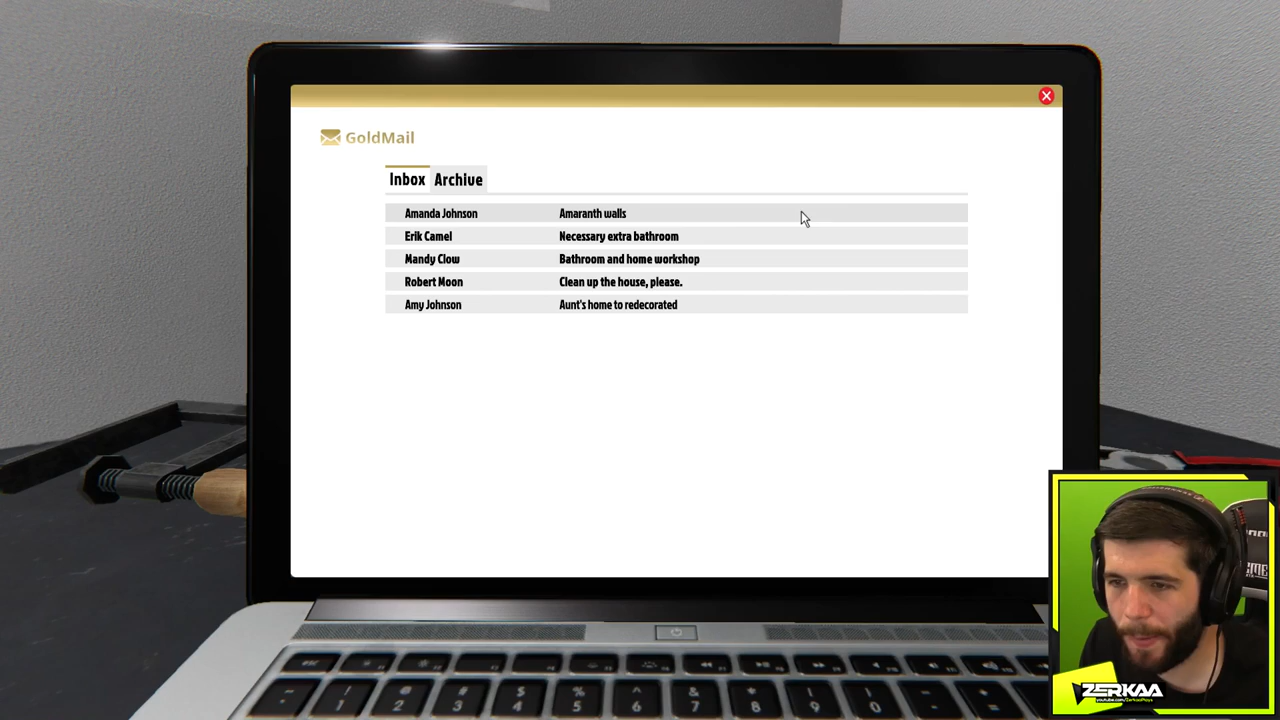 GoldMail
Inbox Archive
Amanda Johnson Amaranth walls
Erik Camel Necessary extra bathroom
Mandy Clow Bathroom and home workshop
Robert Moon Clean up the house, please.
Amy Johnson Aunt's home to redecorated
ZERKAA